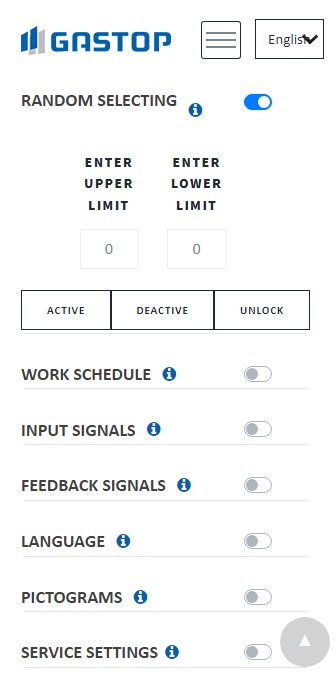 GASTOP
English
RANDOM SELECTING
ENTER UPPER LIMIT
ENTER LOWER LIMIT
0
0
ACTIVE
DEACTIVE
UNLOCK
WORK SCHEDULE
INPUT SIGNALS
FEEDBACK SIGNALS
LANGUAGE
PICTOGRAMS
SERVICE SETTINGS